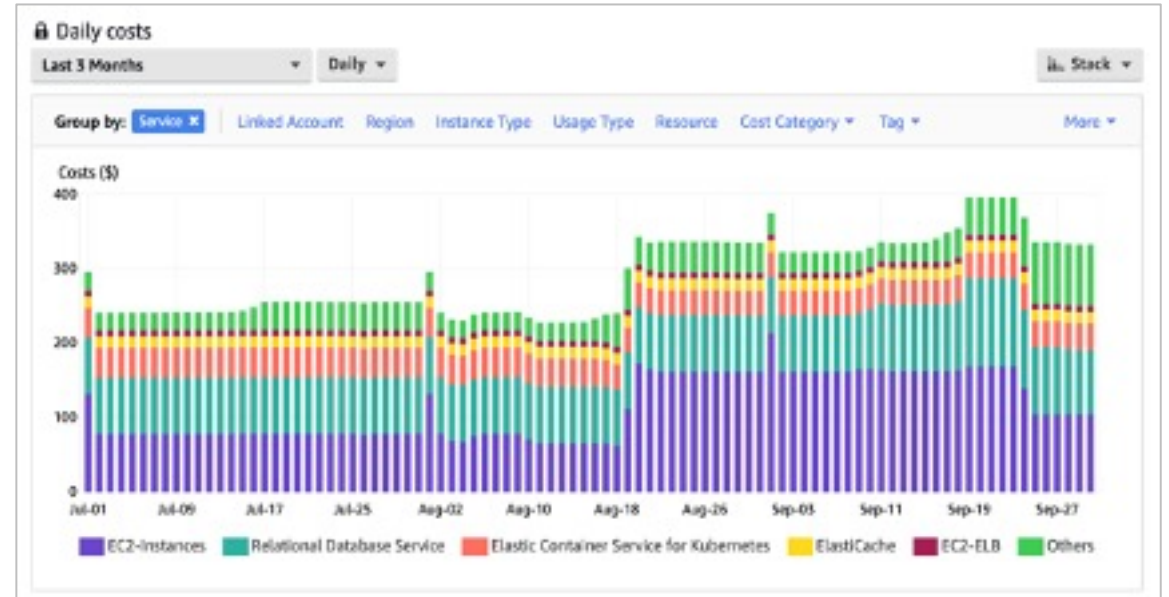 Daily costs
Last 3 Months Daily Stack
Group by: Service × Linked Account Region Instance Type Usage Type Resource Cost Category Tag More
Costs ($)
400
300
200
100
0
Jul-01 Jul-09 Jul-17 Jul-25 Aug-02 Aug-10 Aug-18 Aug-26 Sep-03 Sep-11 Sep-19 Sep-27
EC2-Instances Relational Database Service Elastic Container Service for Kubernetes ElastiCache EC2-ELB Others